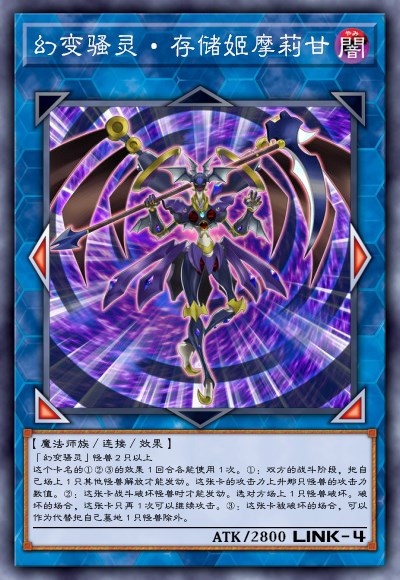 幻变骚灵・存储姬摩莉甘
やみ
闇
【魔法师族／连接／效果】
「幻变骚灵」怪兽２只以上
这个卡名的①②③的效果１回合各能使用１次。①：双方的战斗阶段，把自
己场上１只其他怪兽解放才能发动。这张卡的攻击力上升那只怪兽的攻击力
数值。②：这张卡战斗破坏怪兽时才能发动。选对方场上１只怪兽破坏。破
坏的场合，这张卡只再１次可以继续攻击。③：这张卡被破坏的场合，可以
作为代替把自己墓地１只怪兽除外。
ATK/2800 LINK-4